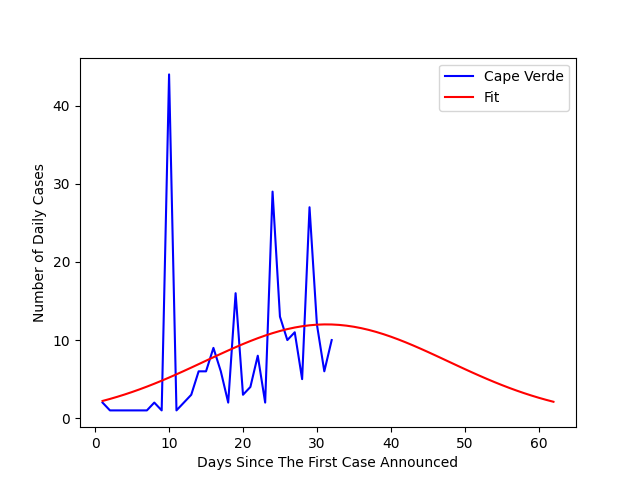 Cape Verde
Fit
Number of Daily Cases
40
30
20
10
0
0 10 20 30 40 50 60
Days Since The First Case Announced